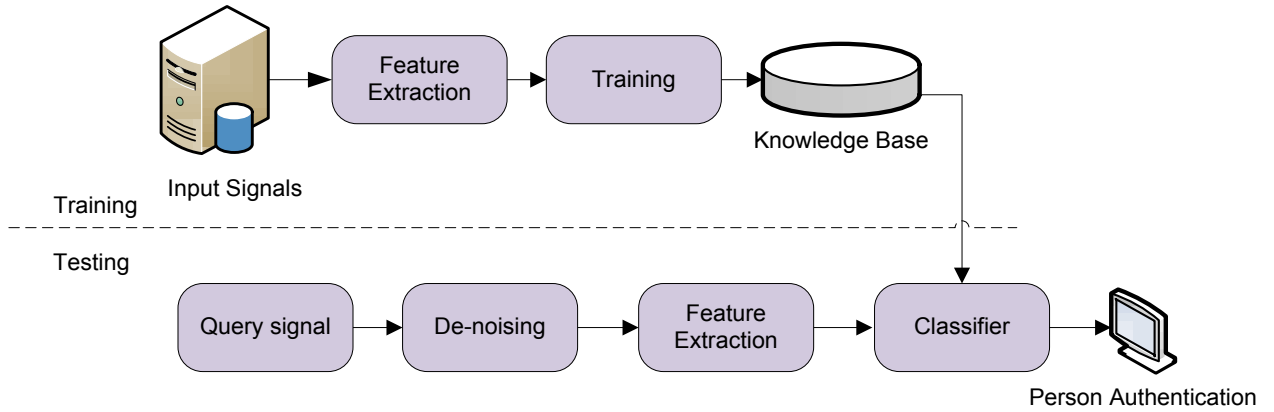 Feature
Extraction
Training
Knowledge Base
Input Signals
Training
Testing
Query signal
De-noising
Feature
Extraction
Classifier
Person Authentication